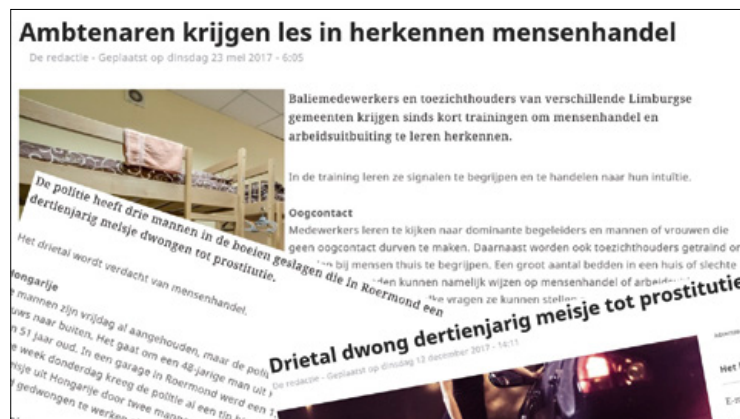 Ambtenaren krijgen les in herkennen mensenhandel
De redactie - Geplaatst op dinsdag 23 mei 2017 - 6:05
Baliemedewerkers en toezichthouders van verschillende Limburgse
gemeenten krijgen sinds kort trainingen om mensenhandel en
arbeidsuitbuiting te leren herkennen.
In de training leren ze signalen te begrijpen en te handelen naar hun intuïtie.
Oogcontact
Medewerkers leren te kijken naar dominante begeleiders en mannen of vrouwen die
geen oogcontact durven te maken. Daarnaast worden ook toezichthouders getraind om
bij mensen thuis te begrijpen. Een groot aantal bedden in een huis of slechte
kunnen namelijk wijzen op mensenhandel of
vragen ze kunnen stellen
De politie heeft drie mannen in de boeien geslagen die in Roermond een
dertienjarig meisje dwongen tot prostitutie.
Het drietal wordt verdacht van mensenhandel.
Hongarije
mannen zijn vrijdag al aangehouden, maar de
naar buiten. Het gaat om een 48-jarige man uit
51 jaar oud. In een garage in Roermond werd een
week donderdag kreeg de politie al een tip
uit Hongarije door twee
gedwongen te werken
Drietal dwong dertienjarig meisje tot prostitutie
De redactie - Geplaatst op dinsdag 12 december 2017 - 14:11
Het